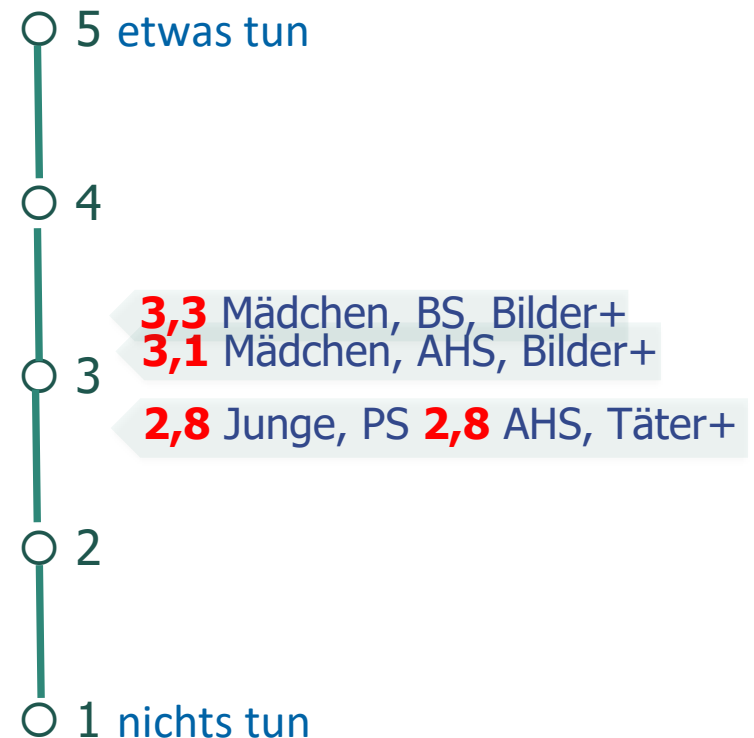 5 etwas tun
4
3,3 Mädchen, BS, Bilder+
3,1 Mädchen, AHS, Bilder+
3
2,8 Junge, PS 2,8 AHS, Täter+
2
1 nichts tun